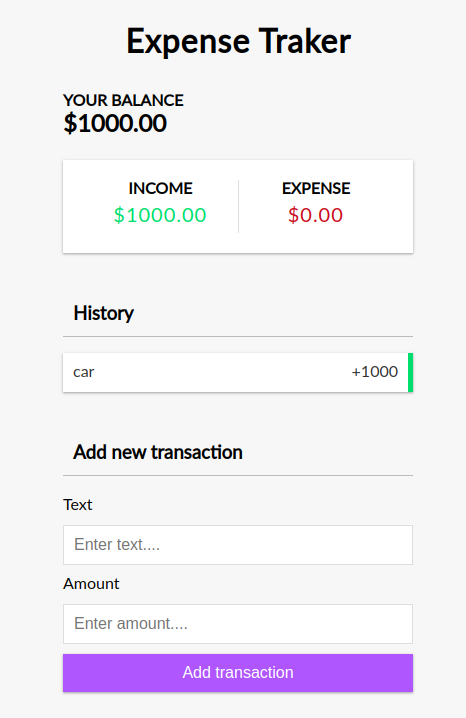 Expense Traker
YOUR BALANCE
$1000.00
INCOME
EXPENSE
$1000.00
$0.00
History
car
+1000
Add new transaction
Text
Enter text....
Amount
Enter amount....
Add transaction